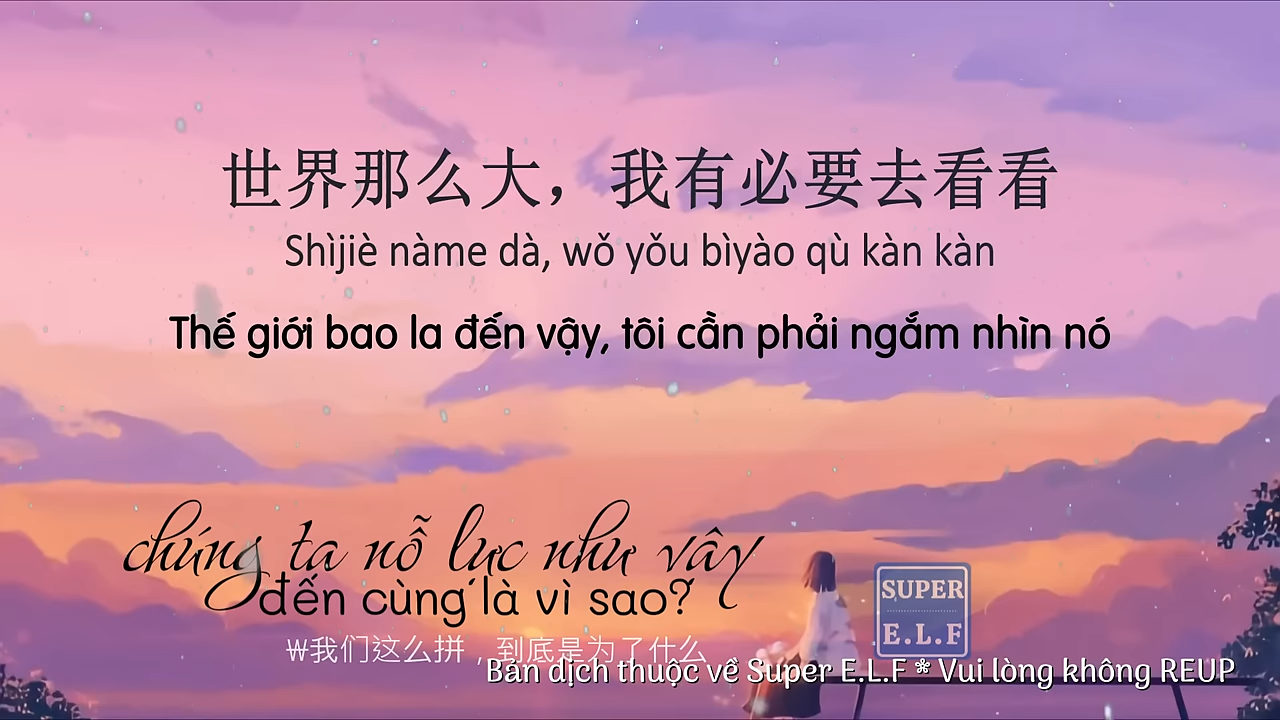 世界那么大，我有必要去看看
Shìjiè nàme dà, wǒ yǒu bìyào qù kàn kàn
Thế giới bao la đến vậy, tôi cần phải ngắm nhìn nó
chúng ta nỗ lực như vậy
đến cùng là vì sao?
₩我们这么拼，到底是为了什么
SUPER
E.L.F
Bản dịch thuộc về Super E.L.F * Vui lòng không REUP